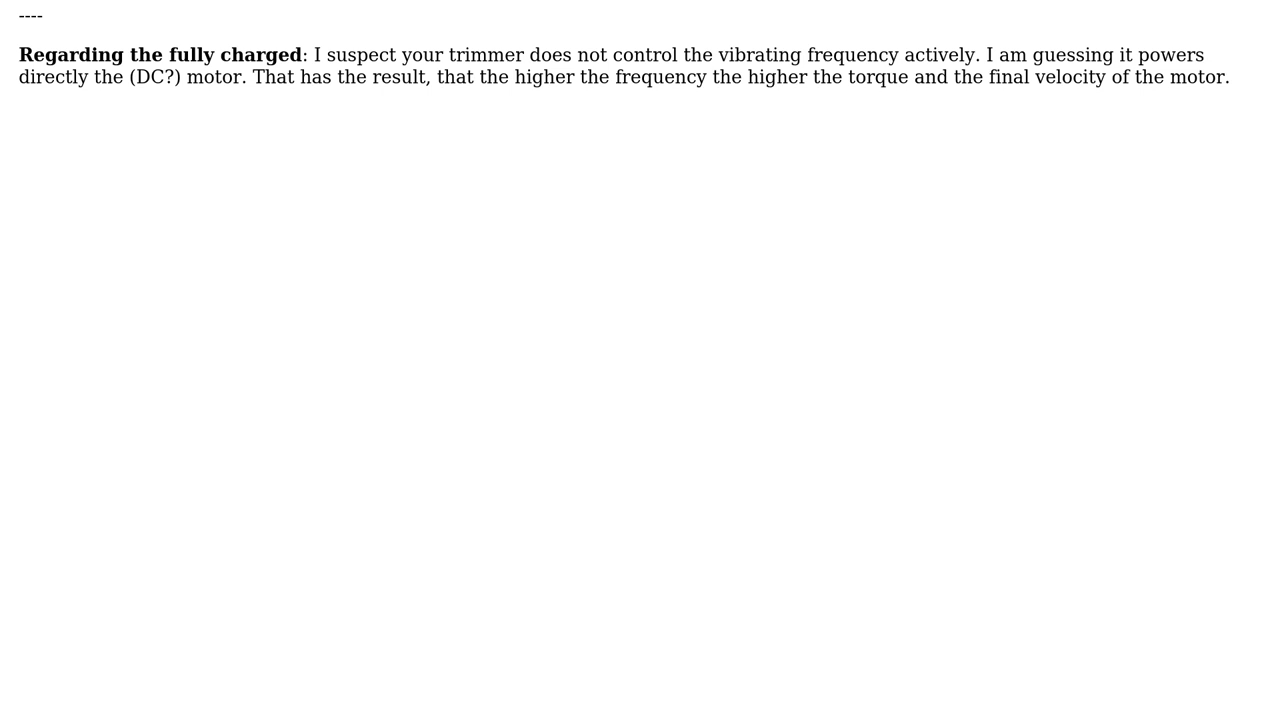 ----
Regarding the fully charged: I suspect your trimmer does not control the vibrating frequency actively. I am guessing it powers
directly the (DC?) motor. That has the result, that the higher the frequency the higher the torque and the final velocity of the motor.